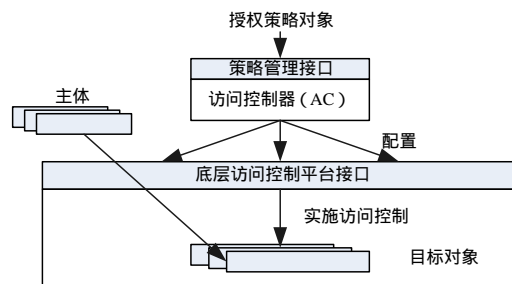 授权策略对象
策略管理接口
访问控制器(AC)
主体
配置
底层访问控制平台接口
实施访问控制
目标对象